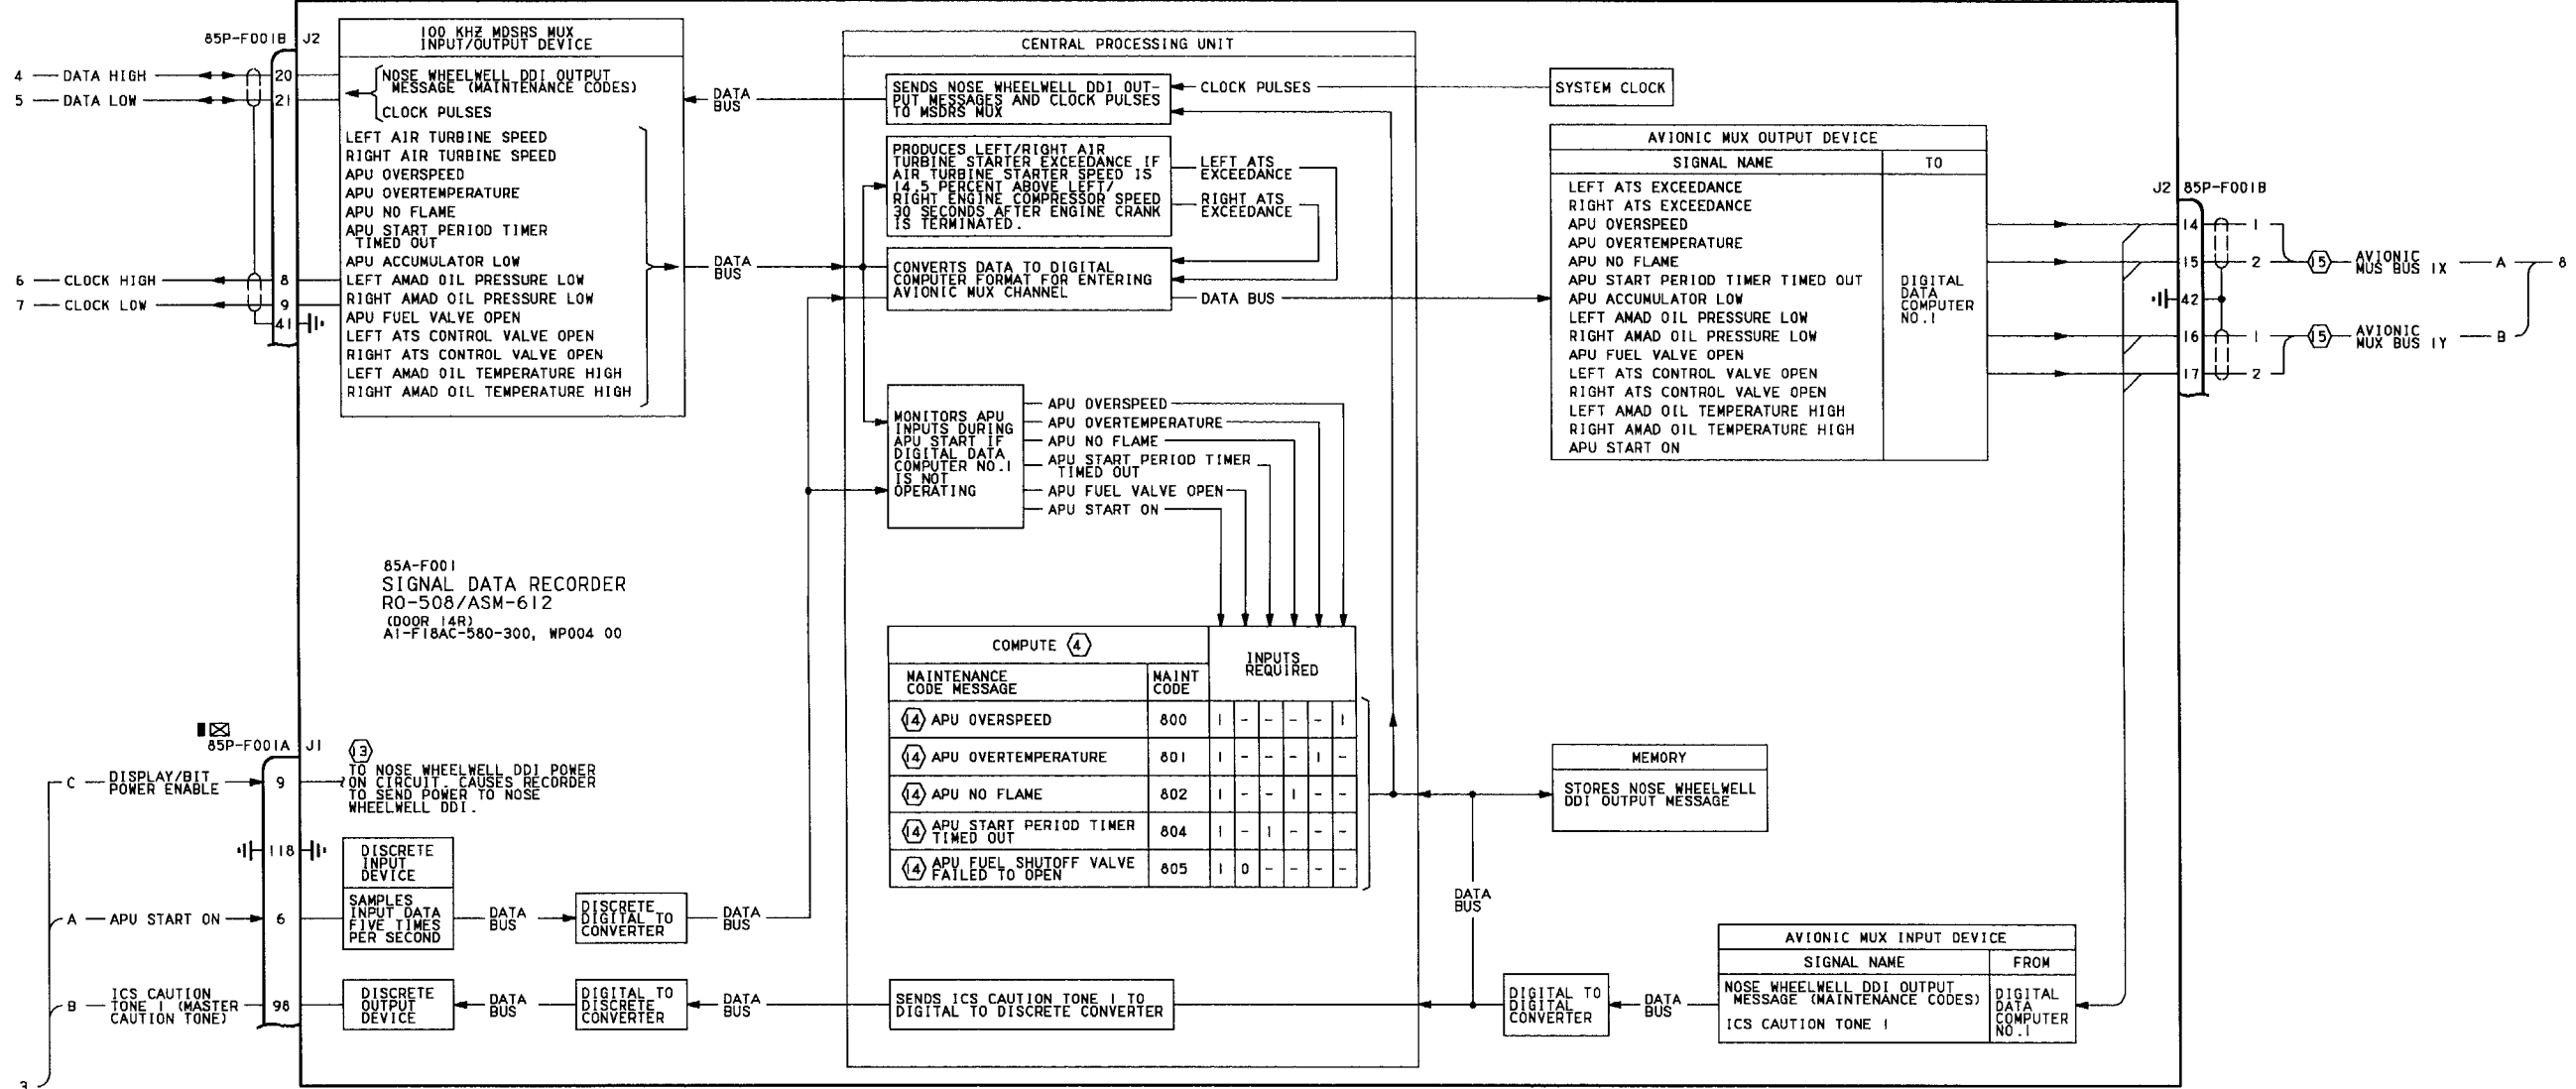 85P-F001B J2
4 DATA HIGH 20
5 DATA LOW 21
6 CLOCK HIGH 8
7 CLOCK LOW 9
41
100 KHZ MDSRS MUX
INPUT/OUTPUT DEVICE
NOSE WHEELWELL DDI OUTPUT
MESSAGE (MAINTENANCE CODES)
CLOCK PULSES
LEFT AIR TURBINE SPEED
RIGHT AIR TURBINE SPEED
APU OVERSPEED
APU OVERTEMPERATURE
APU NO FLAME
APU START PERIOD TIMER
TIMED OUT
APU ACCUMULATOR LOW
LEFT AMAD OIL PRESSURE LOW
RIGHT AMAD OIL PRESSURE LOW
APU FUEL VALVE OPEN
LEFT ATS CONTROL VALVE OPEN
RIGHT ATS CONTROL VALVE OPEN
LEFT AMAD OIL TEMPERATURE HIGH
RIGHT AMAD OIL TEMPERATURE HIGH
DATA
BUS
DATA
BUS
CENTRAL PROCESSING UNIT
SENDS NOSE WHEELWELL DDI OUT-
PUT MESSAGES AND CLOCK PULSES
TO MSDRS MUX
CLOCK PULSES
SYSTEM CLOCK
PRODUCES LEFT/RIGHT AIR
TURBINE STARTER EXCEEDANCE IF
AIR TURBINE STARTER SPEED IS
14.5 PERCENT ABOVE LEFT/
RIGHT ENGINE COMPRESSOR SPEED
30 SECONDS AFTER ENGINE CRANK
IS TERMINATED.
LEFT ATS
EXCEEDANCE
RIGHT ATS
EXCEEDANCE
CONVERTS DATA TO DIGITAL
COMPUTER FORMAT FOR ENTERING
AVIONIC MUX CHANNEL
DATA BUS
MONITORS APU
INPUTS DURING
APU START IF
DIGITAL DATA
COMPUTER NO.1
IS NOT
OPERATING
APU OVERSPEED
APU OVERTEMPERATURE
APU NO FLAME
APU START PERIOD TIMER
TIMED OUT
APU FUEL VALVE OPEN
APU START ON
AVIONIC MUX OUTPUT DEVICE
SIGNAL NAME TO
LEFT ATS EXCEEDANCE
RIGHT ATS EXCEEDANCE
APU OVERSPEED
APU OVERTEMPERATURE
APU NO FLAME
APU START PERIOD TIMER TIMED OUT
APU ACCUMULATOR LOW
LEFT AMAD OIL PRESSURE LOW
RIGHT AMAD OIL PRESSURE LOW
APU FUEL VALVE OPEN
LEFT ATS CONTROL VALVE OPEN
RIGHT ATS CONTROL VALVE OPEN
LEFT AMAD OIL TEMPERATURE HIGH
RIGHT AMAD OIL TEMPERATURE HIGH
APU START ON
DIGITAL
DATA
COMPUTER
NO.1
J2 85P-F001B
14 1
15 2
42
16 1
17 2
15 AVIONIC
MUS BUS 1X A 8
15 AVIONIC
MUX BUS 1Y B
85A-F001
SIGNAL DATA RECORDER
RO-508/ASM-612
(DOOR 14R)
A1-F18AC-580-300, WP004 00
COMPUTE 4
INPUTS
REQUIRED
MAINTENANCE
CODE MESSAGE
MAINT
CODE
14 APU OVERSPEED 800 1 - - - - 1
14 APU OVERTEMPERATURE 801 1 - - - 1 -
14 APU NO FLAME 802 1 - - 1 - -
14 APU START PERIOD TIMER
TIMED OUT 804 1 - 1 - - -
14 APU FUEL SHUTOFF VALVE
FAILED TO OPEN 805 1 0 - - - -
MEMORY
STORES NOSE WHEELWELL
DDI OUTPUT MESSAGE
DATA
BUS
85P-F001A J1
C DISPLAY/BIT
POWER ENABLE 9
13
TO NOSE WHEELWELL DDI POWER
ON CIRCUIT. CAUSES RECORDER
TO SEND POWER TO NOSE
WHEELWELL DDI.
118
DISCRETE
INPUT
DEVICE
SAMPLES
INPUT DATA
FIVE TIMES
PER SECOND
A APU START ON 6
DATA
BUS
DISCRETE
DIGITAL TO
CONVERTER
DATA
BUS
B ICS CAUTION
TONE 1 (MASTER
CAUTION TONE) 98
DISCRETE
OUTPUT
DEVICE
DATA
BUS
DIGITAL TO
DISCRETE
CONVERTER
DATA
BUS
SENDS ICS CAUTION TONE 1 TO
DIGITAL TO DISCRETE CONVERTER
DIGITAL TO
DIGITAL
CONVERTER
DATA
BUS
AVIONIC MUX INPUT DEVICE
SIGNAL NAME FROM
NOSE WHEELWELL DDI OUTPUT
MESSAGE (MAINTENANCE CODES)
ICS CAUTION TONE 1
DIGITAL
DATA
COMPUTER
NO.1
3